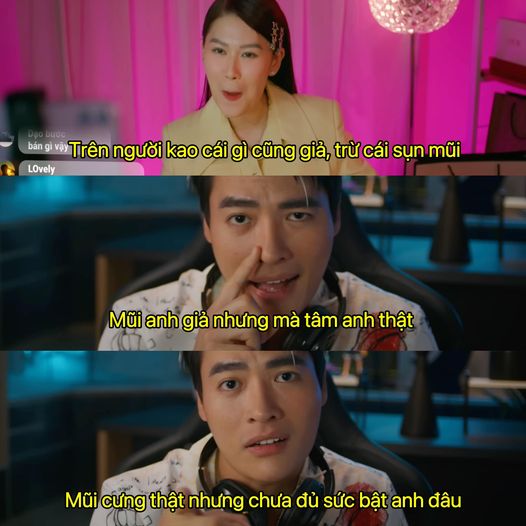 Dạo bước
bán gì vậy
LOvely
Trên người kao cái gì cũng giả, trừ cái sụn mũi
Mũi anh giả nhưng mà tâm anh thật
Mũi cưng thật nhưng chưa đủ sức bật anh đâu